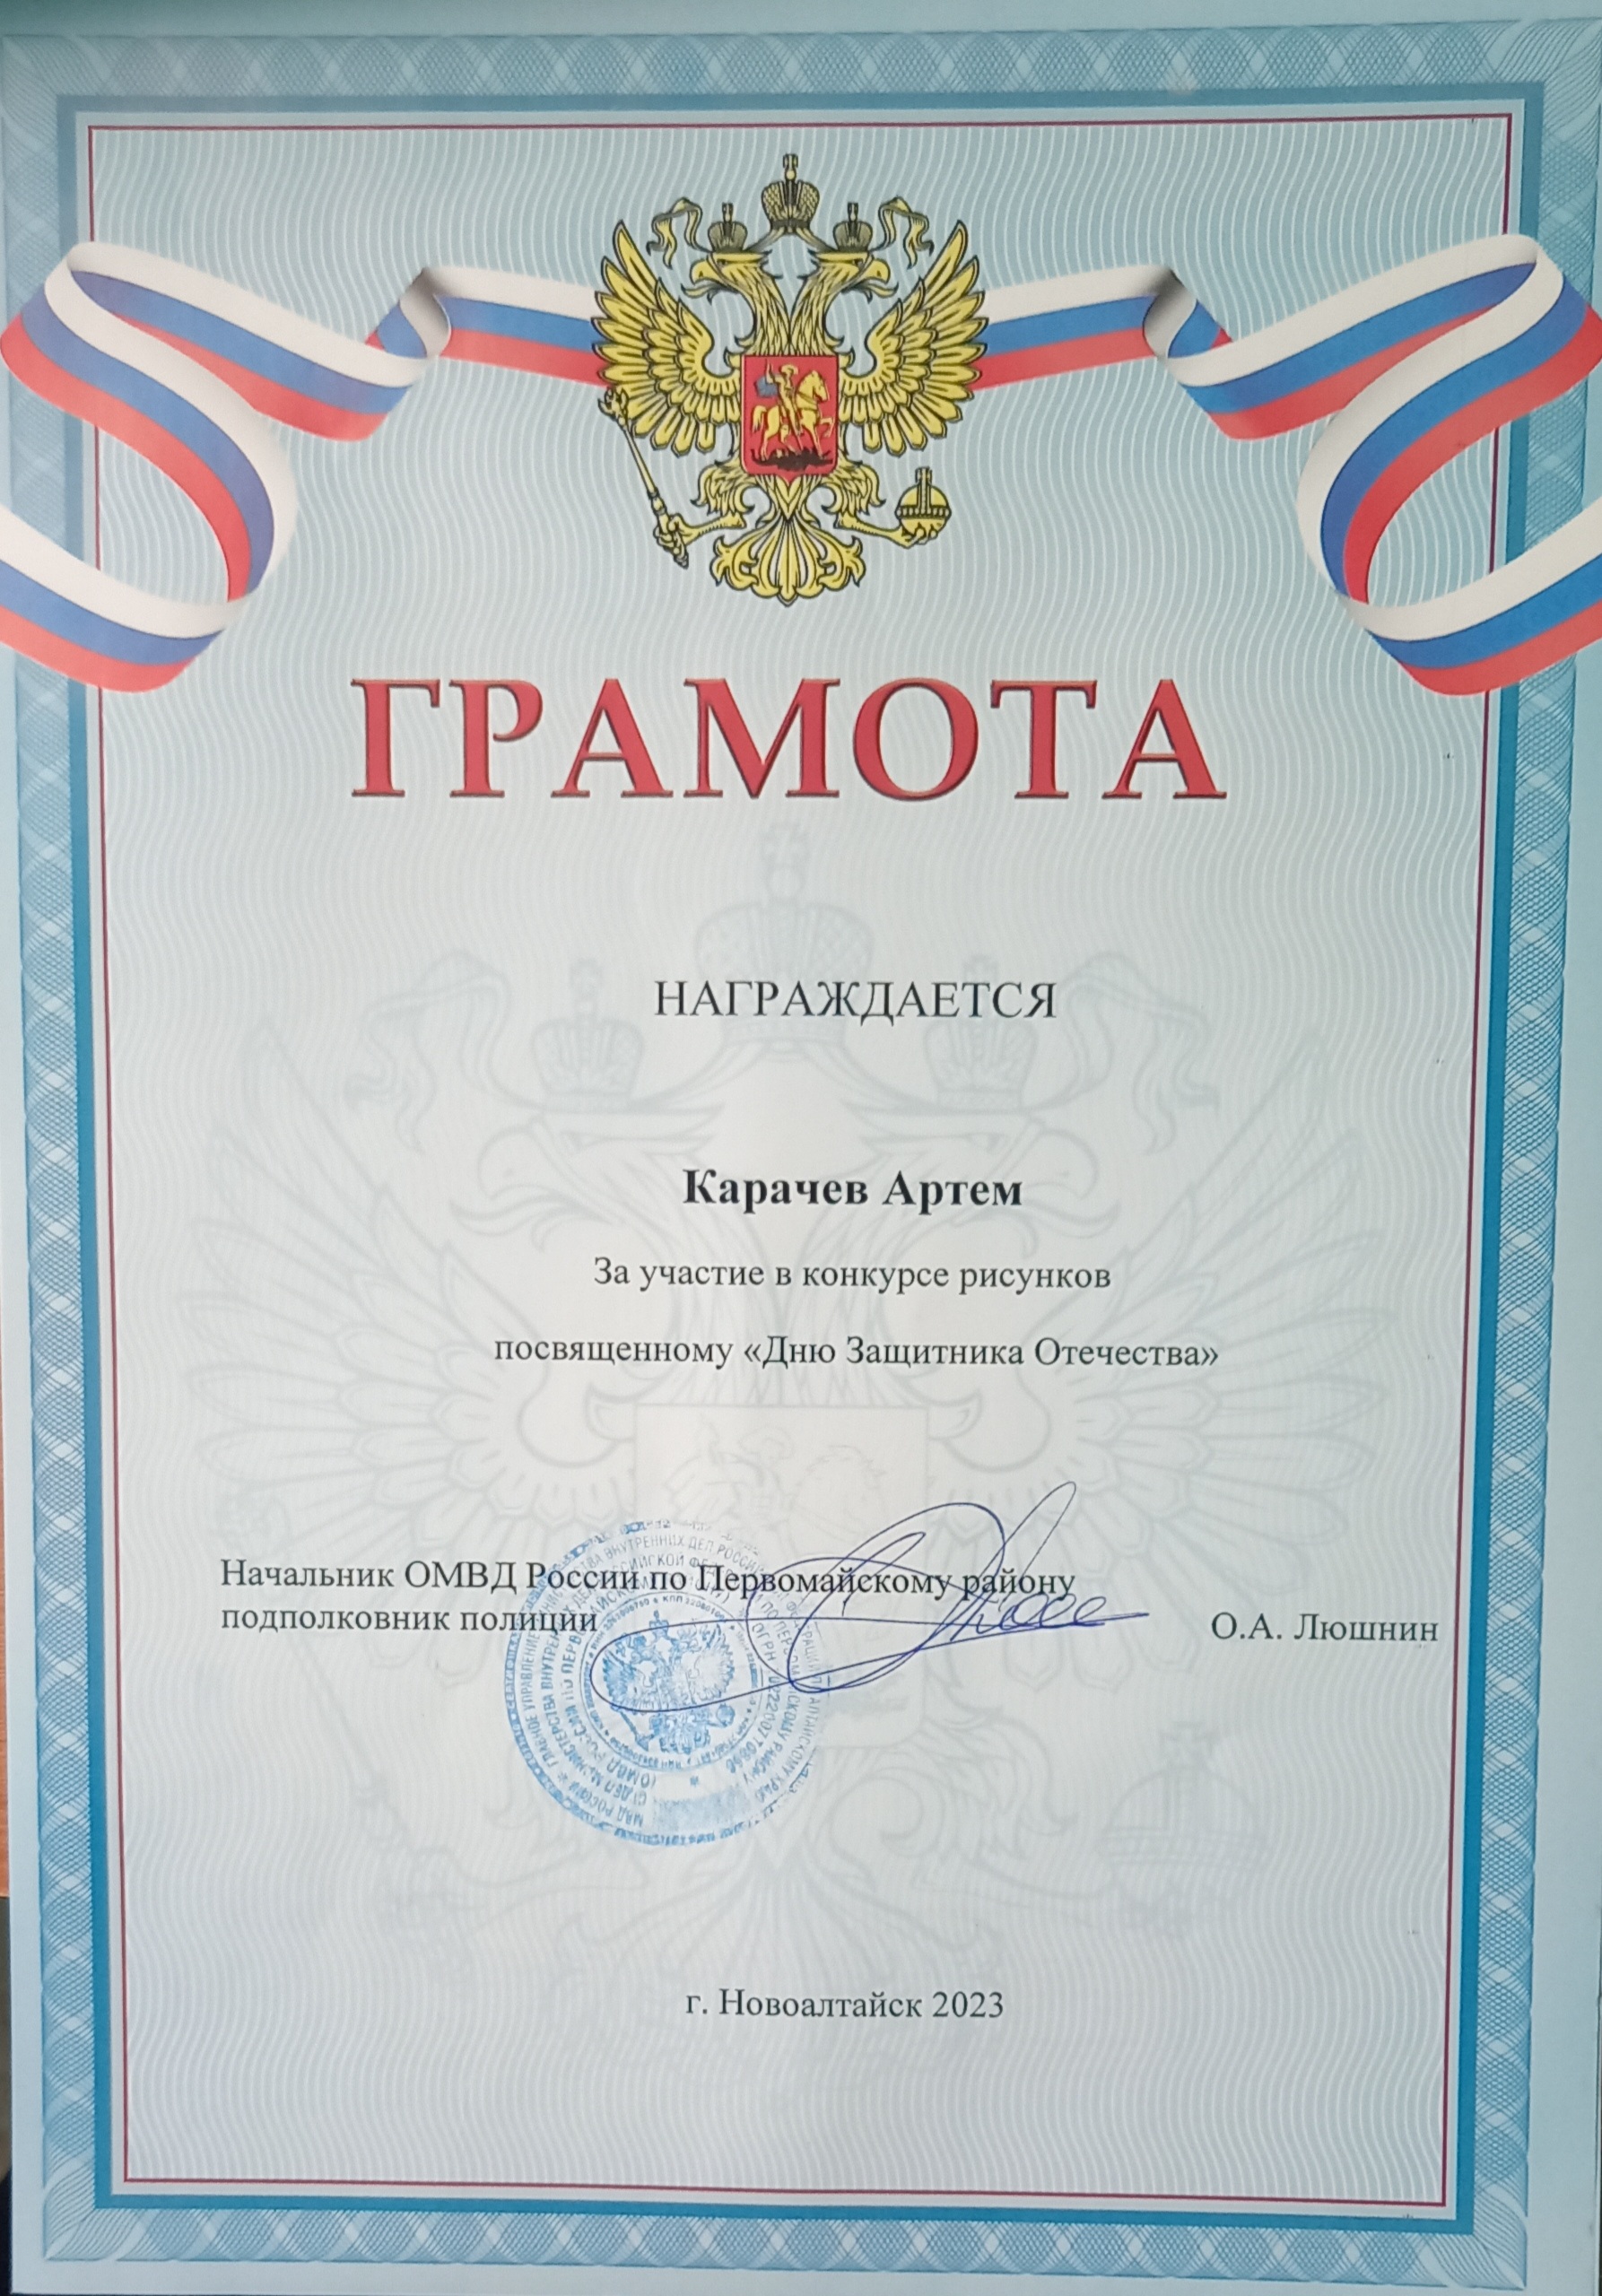 ГРАМОТА
НАГРАЖДАЕТСЯ
Карачев Артем
За участие в конкурсе рисунков
посвященному «Дню Защитника Отечества»
Начальник ОМВД России по Первомайскому району
подполковник полиции
О.А. Люшнин
г. Новоалтайск 2023